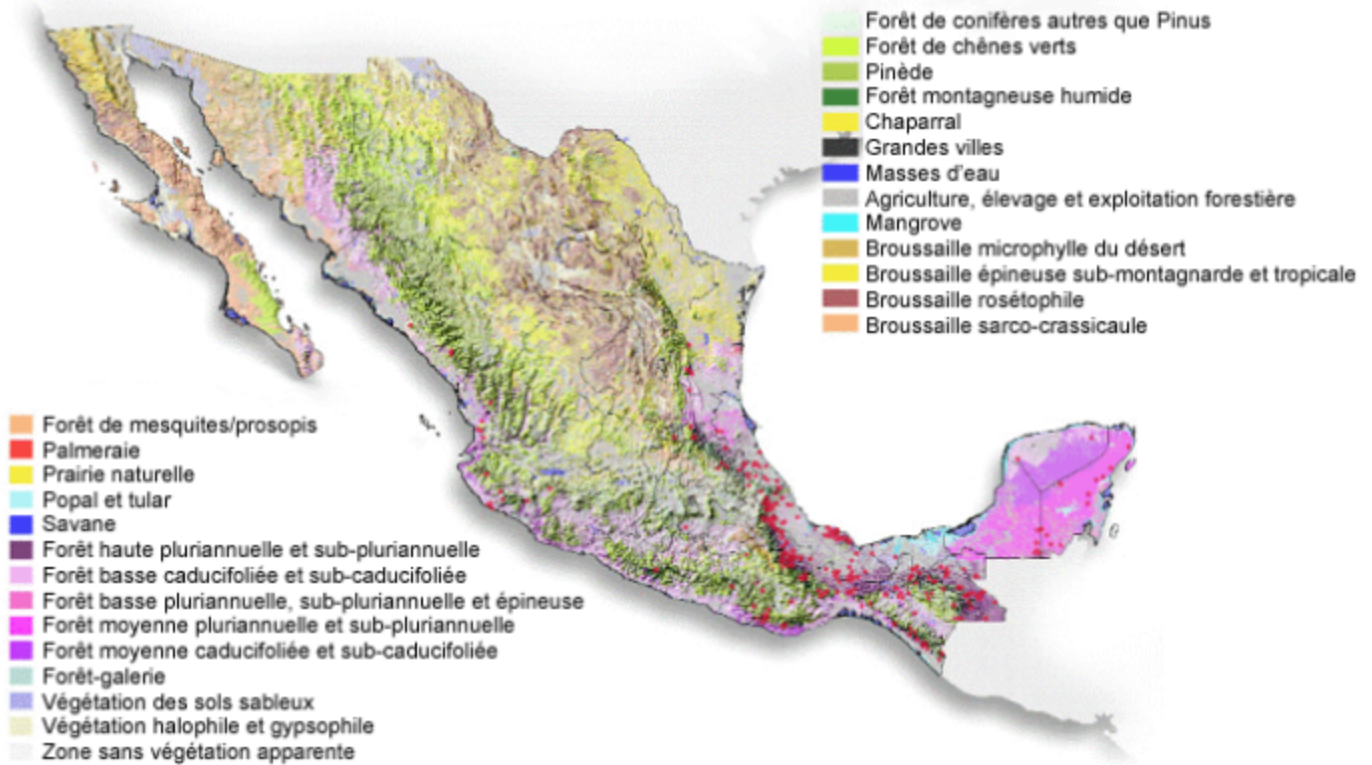 Forêt de conifères autres que Pinus
Forêt de chênes verts
Pinède
Forêt montagneuse humide
Chaparral
Grandes villes
Masses d'eau
Agriculture, élevage et exploitation forestière
Mangrove
Broussaille microphylle du désert
Broussaille épineuse sub-montagnarde et tropicale
Broussaille rosétophile
Broussaille sarco-crassicaule
Forêt de mesquites/prosopis
Palmeraie
Prairie naturelle
Popal et tular
Savane
Forêt haute pluriannuelle et sub-pluriannuelle
Forêt basse caducifoliée et sub-caducifoliée
Forêt basse pluriannuelle, sub-pluriannuelle et épineuse
Forêt moyenne pluriannuelle et sub-pluriannuelle
Forêt moyenne caducifoliée et sub-caducifoliée
Forêt-galerie
Végétation des sols sableux
Végétation halophile et gypsophile
Zone sans végétation apparente